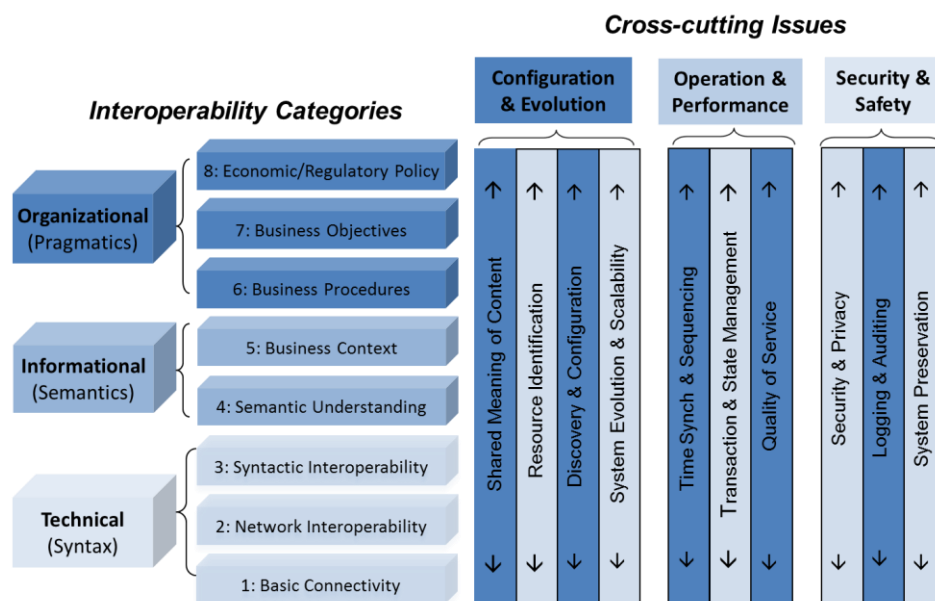 Cross-cutting Issues
Configuration
& Evolution
Operation &
Performance
Security &
Safety
Interoperability Categories
Organizational
(Pragmatics)
8: Economic/Regulatory Policy
7: Business Objectives
6: Business Procedures
Informational
(Semantics)
5: Business Context
4: Semantic Understanding
Technical
(Syntax)
3: Syntactic Interoperability
2: Network Interoperability
1: Basic Connectivity
Shared Meaning of Content
Resource Identification
Discovery & Configuration
System Evolution & Scalability
Time Synch & Sequencing
Transaction & State Management
Quality of Service
Security & Privacy
Logging & Auditing
System Preservation